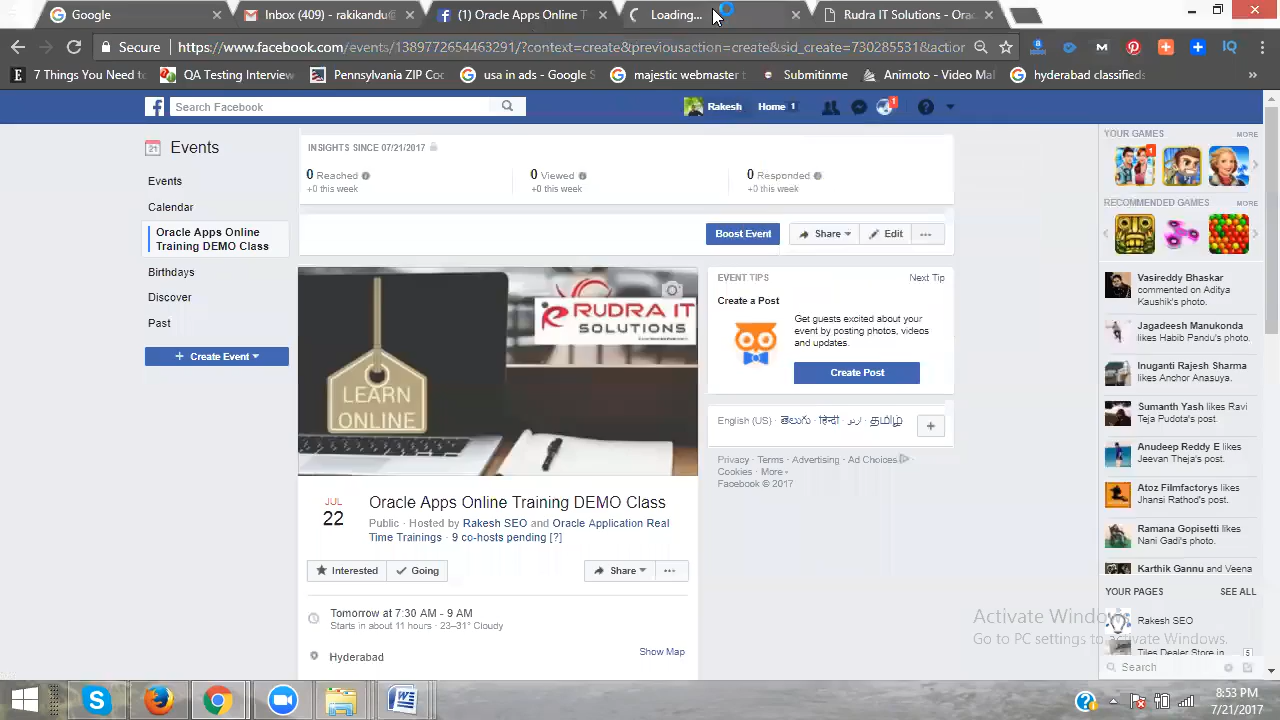 Google
Inbox (409) - rakikandu@
(1) Oracle Apps Online T
Loading...
Rudra IT Solutions - Orac
Secure
https://www.facebook.com/events/1389772654463291/?context=create&previousaction=create&sid_create=730285531&action
7 Things You Need to
QA Testing Interview
Pennsylvania ZIP Coc
usa in ads - Google S
majestic webmaster t
Submitinme
Animoto - Video Mal
hyderabad classifieds
Search Facebook
Rakesh
Home 1
1
Events
Events
Calendar
Oracle Apps Online
Training DEMO Class
Birthdays
Discover
Past
+ Create Event
INSIGHTS SINCE 07/21/2017
0 Reached
+0 this week
0 Viewed
+0 this week
0 Responded
+0 this week
Boost Event
Share
Edit
RUDRA IT
SOLUTIONS
LEARN
ONLINE
JUL
22
Oracle Apps Online Training DEMO Class
Public · Hosted by Rakesh SEO and Oracle Application Real
Time Trainings · 9 co-hosts pending [?]
Interested
Going
Share
Tomorrow at 7:30 AM - 9 AM
Starts in about 11 hours · 23–31° Cloudy
Hyderabad
Show Map
EVENT TIPS
Next Tip
Create a Post
Get guests excited about your
event by posting photos, videos
and updates.
Create Post
English (US) · తెలుగు · हिन्दी · اردو · தமிழ்
Privacy · Terms · Advertising · Ad Choices ·
Cookies · More
Facebook © 2017
YOUR GAMES
MORE
1
RECOMMENDED GAMES
MORE
Vasireddy Bhaskar
commented on Aditya
Kaushik's photo.
Jagadeesh Manukonda
likes Habib Pandu's photo.
Inuganti Rajesh Sharma
likes Anchor Anasuya.
Sumanth Yash likes Ravi
Teja Pudota's post.
Anudeep Reddy E likes
Jeevan Theja's post.
Atoz Filmfactorys likes
Jhansi Rathod's post.
Ramana Gopisetti likes
Nani Gadi's photo.
Karthik Gannu and Veena
YOUR PAGES
SEE ALL
Rakesh SEO
Tiles Dealer Store in
5
Search
Activate Windows
Go to PC settings to activate Windows.
8:53 PM
7/21/2017